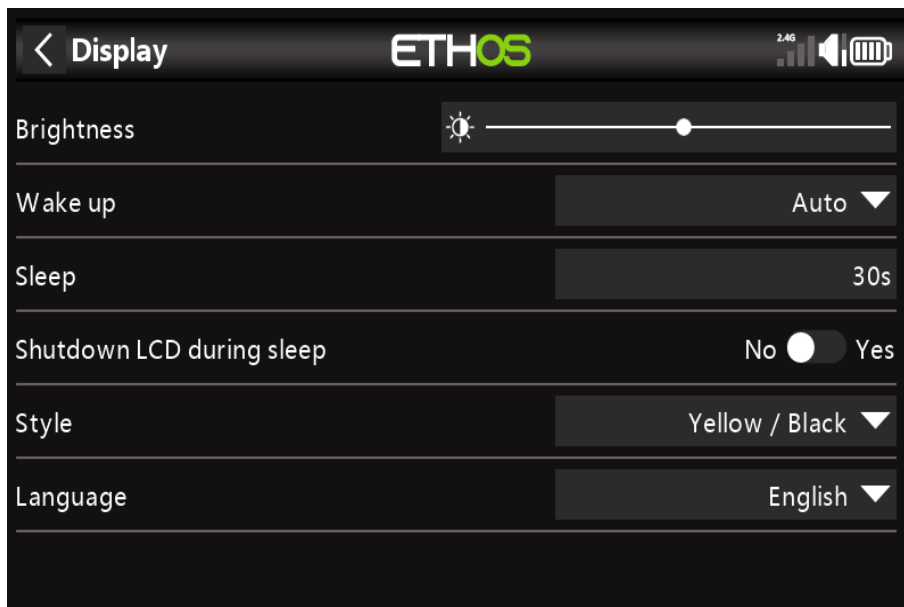 Display ETHOS 2.4G
Brightness
Wake up Auto
Sleep 30s
Shutdown LCD during sleep No Yes
Style Yellow / Black
Language English